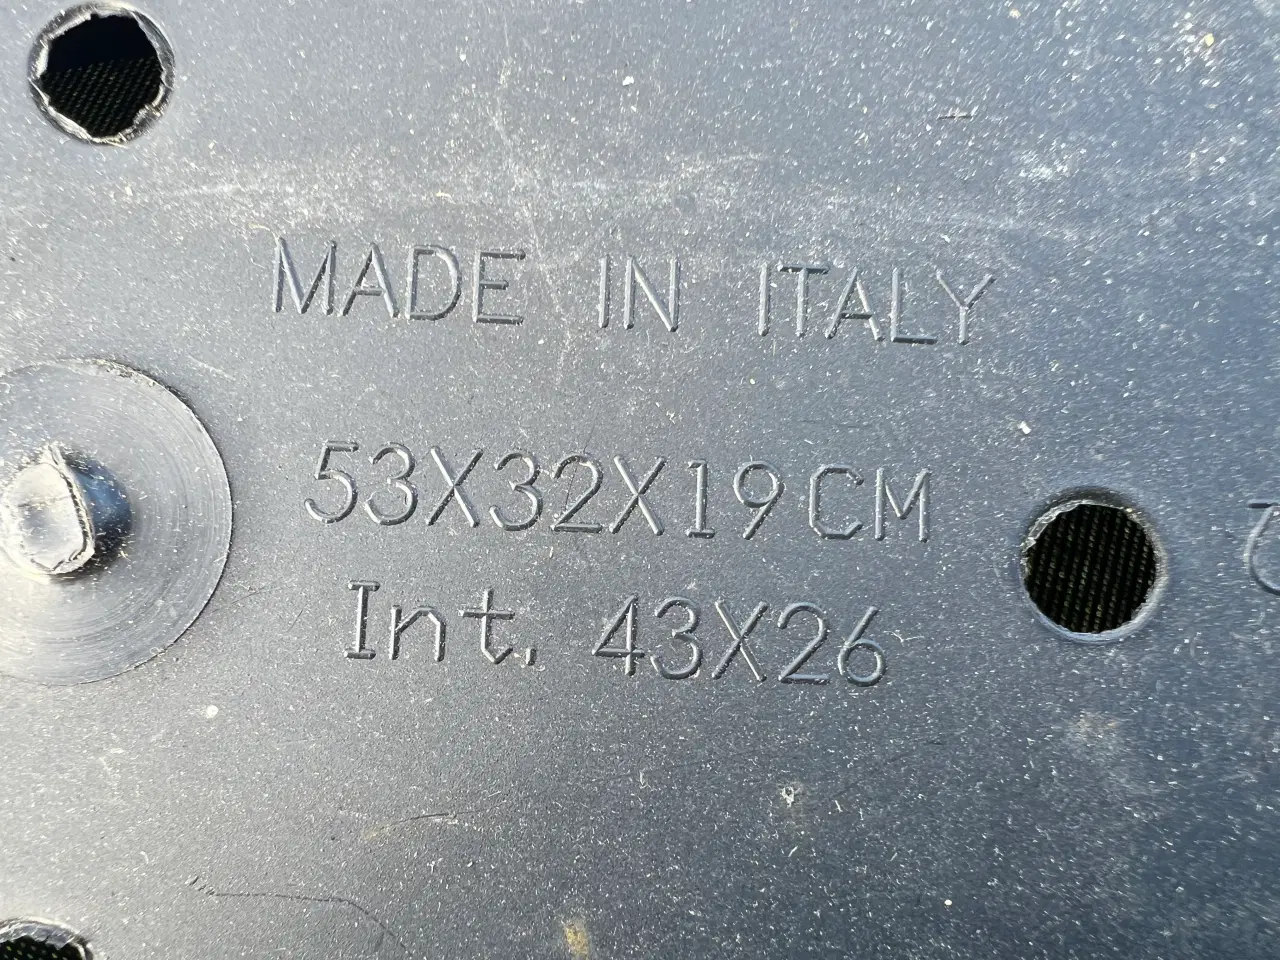 MADE IN ITALY
53X32X19CM
Int. 43X26